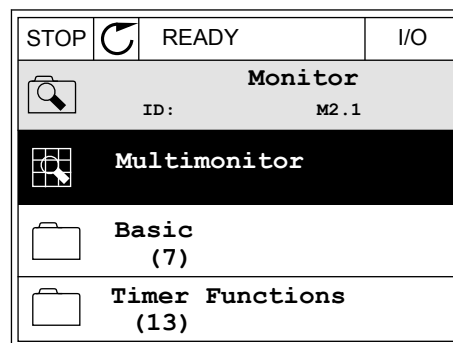 STOP READY I/O
Monitor
ID: M2.1
Multimonitor
Basic
(7)
Timer Functions
(13)